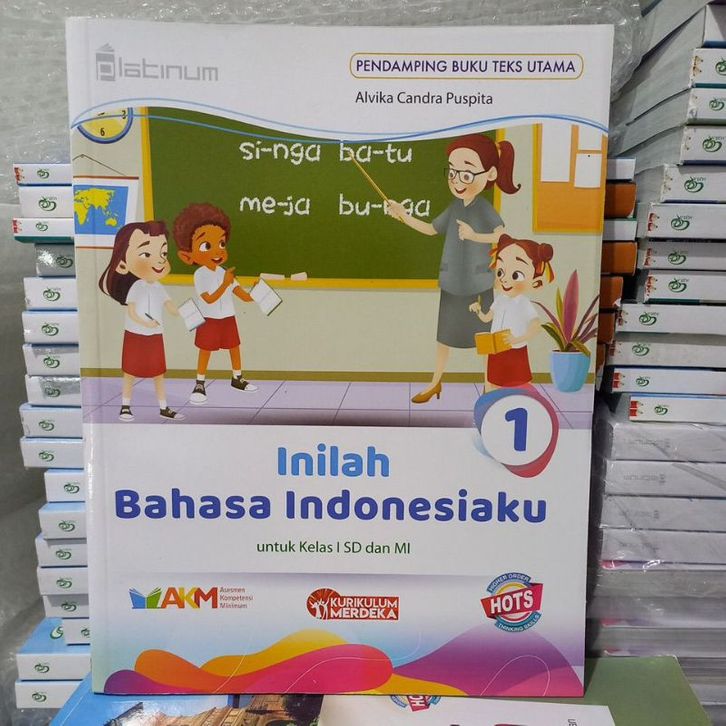 Platinum
PENDAMPING BUKU TEKS UTAMA
Alvika Candra Puspita
si-nga ba-tu
me-ja bu-nga
1
Inilah
Bahasa Indonesiaku
untuk Kelas I SD dan MI
AKM
Asesmen
Kompetensi
Minimum
KURIKULUM
MERDEKA
HIGHER ORDER
HOTS
THINKING SKILLS
HOTS